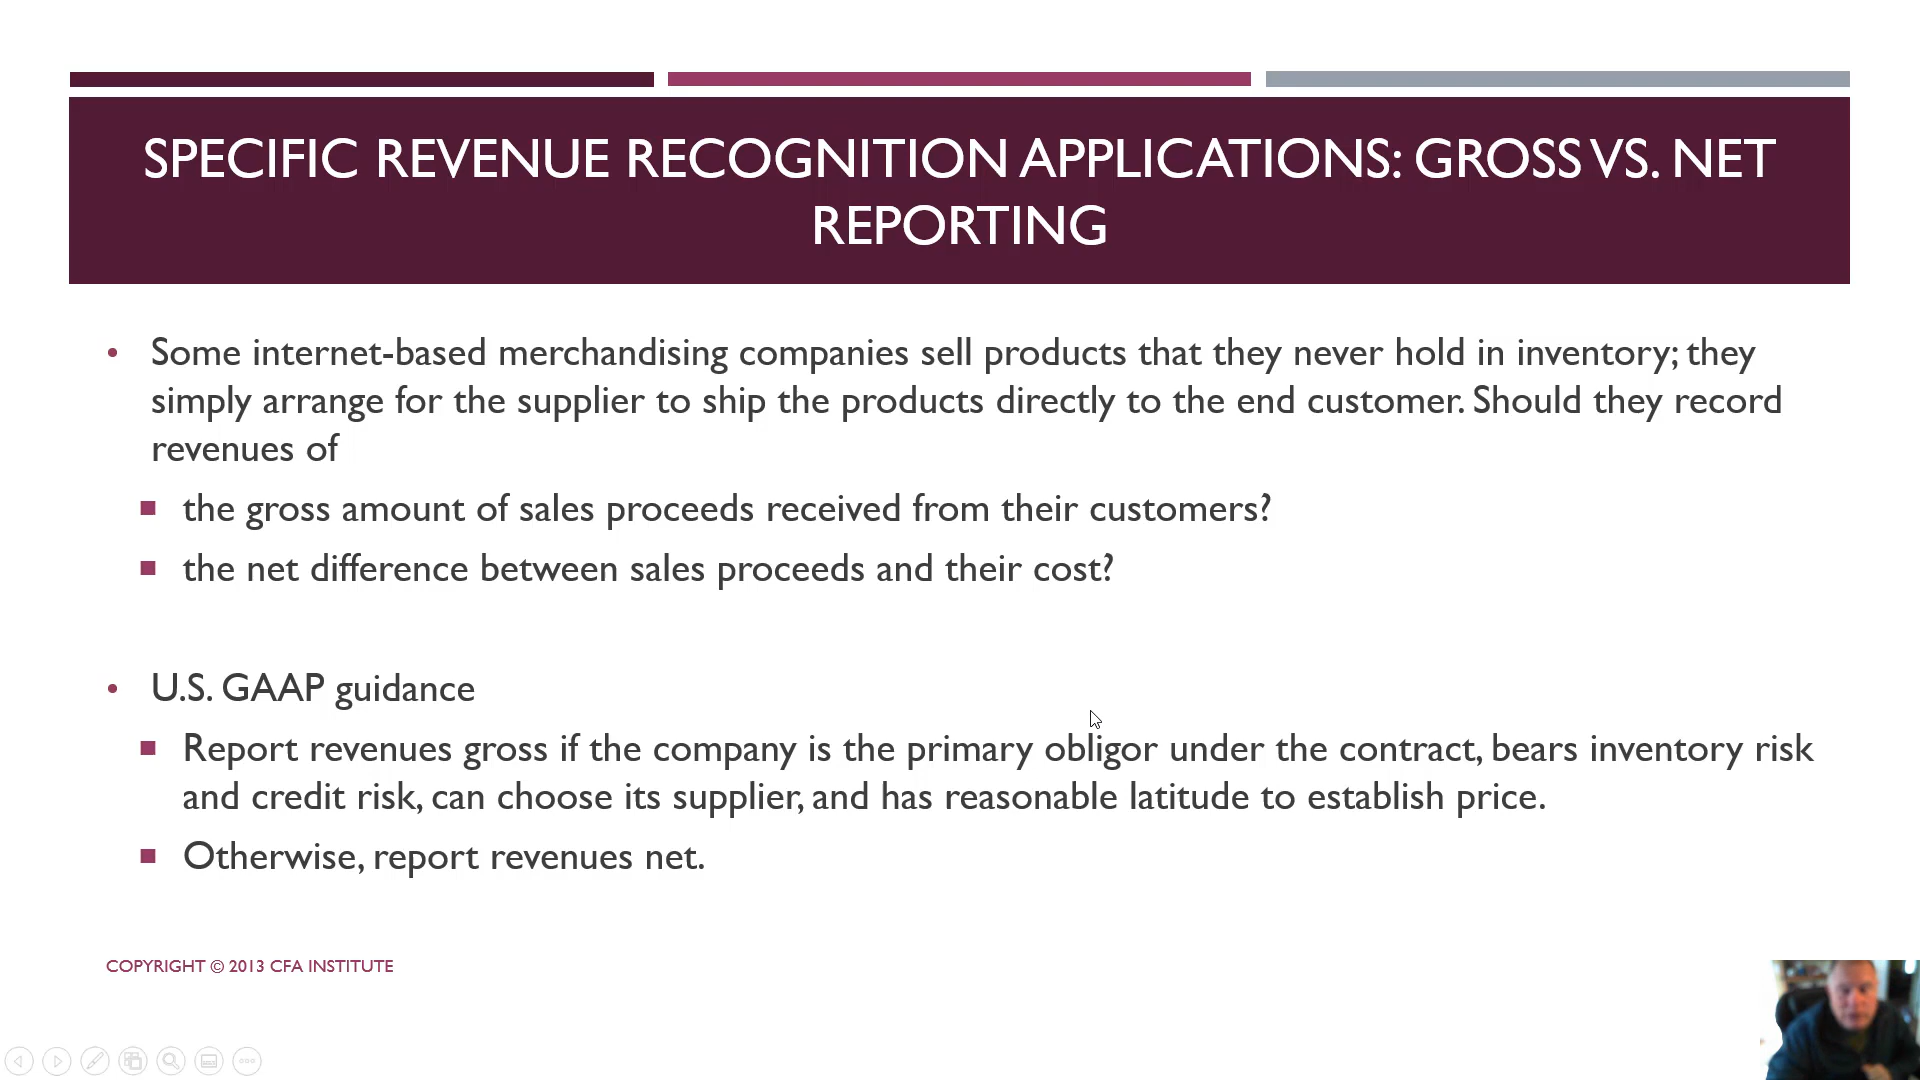 SPECIFIC REVENUE RECOGNITION APPLICATIONS: GROSS VS. NET
REPORTING
• Some internet-based merchandising companies sell products that they never hold in inventory; they
simply arrange for the supplier to ship the products directly to the end customer. Should they record
revenues of
■ the gross amount of sales proceeds received from their customers?
■ the net difference between sales proceeds and their cost?
• U.S. GAAP guidance
■ Report revenues gross if the company is the primary obligor under the contract, bears inventory risk
and credit risk, can choose its supplier, and has reasonable latitude to establish price.
■ Otherwise, report revenues net.
COPYRIGHT © 2013 CFA INSTITUTE